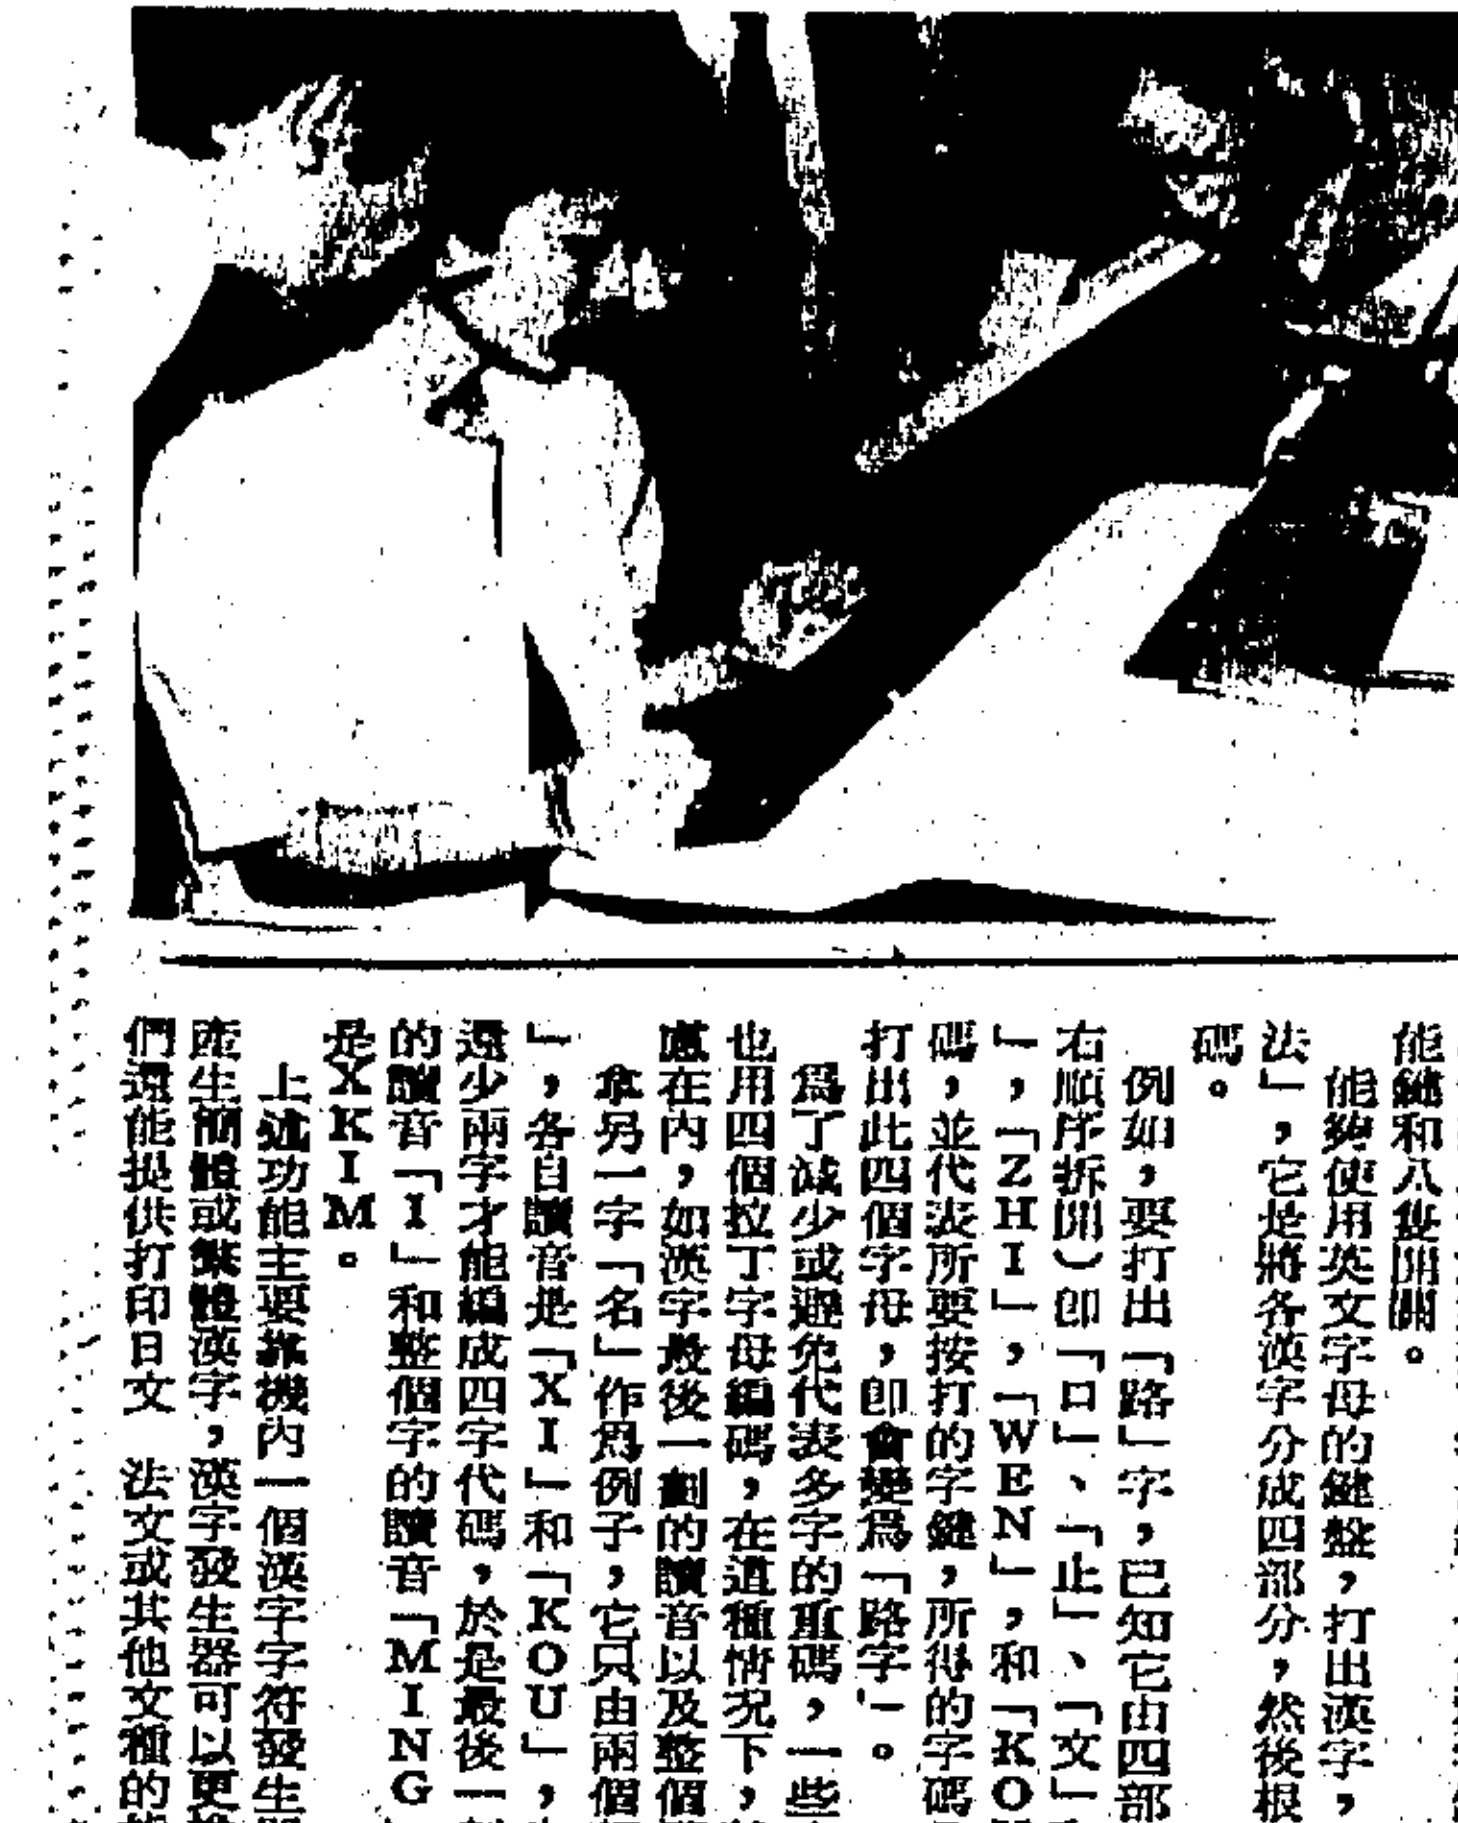 能鍵和八隻開關。
能夠使用英文字母的鍵盤，打出漢字，
法」，它是將各漢字分成四部分，然後根
碼。
例如，要打出「路」字，已知它由四部
右順序拆開）卽「口」、「止」、「文」
」，「ZHI」，「WEN」，和「KO
碼，並代表所要按打的字鍵，所得的字碼
打出此四個字母，卽會變爲「路字」。
爲了減少或避免代表多字的重碼，一些
也用四個拉丁字母編碼，在這種情况下，
慮在內，如漢字最後一劃的讀音以及整個
拿另一字「名」作爲例子，它只由兩個
」，各自讀音是「XI」和「KOU」，
還少兩字才能編成四字代碼，於是最後一
的讀音「I」和整個字的讀音「MING
是XKIM。
上述功能主要靠機內一個漢字字符發生
產生簡體或繁體漢字，漢字發生器可以更
們還能提供打印日文 法文或其他文種的